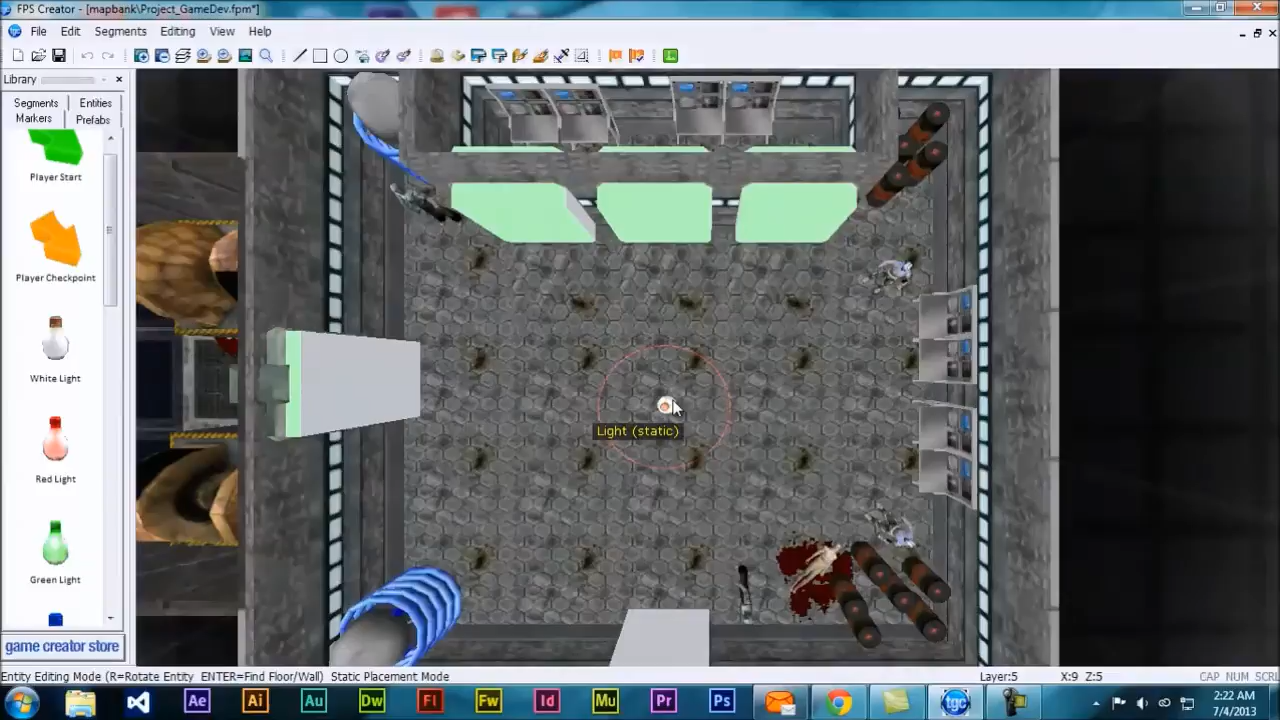 FPS Creator - [mapbank\Project_GameDev.fpm*]
File Edit Segments Editing View Help
Library
Segments Entities
Markers Prefabs
Player Start
Player Checkpoint
White Light
Red Light
Green Light
game creator store
Light (static)
Entity Editing Mode (R=Rotate Entity ENTER=Find Floor/Wall) Static Placement Mode
Layer:5 X:9 Z:5 CAP NUM SCRL
Ae Ai Au Dw Fl Fw Id Mu Pr Ps tgc
2:22 AM
7/4/2013